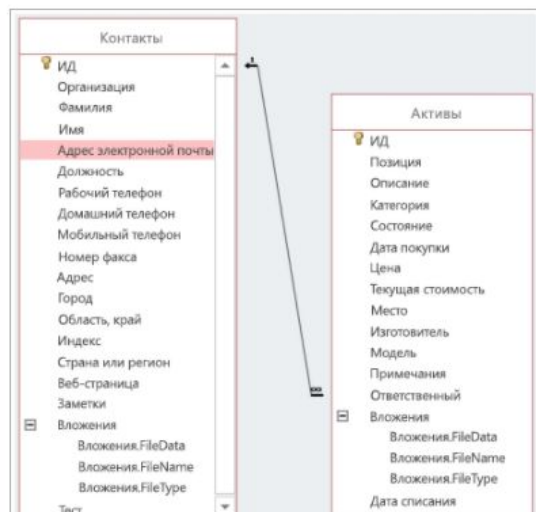 Контакты
ИД
Организация
Фамилия
Имя
Адрес электронной почты
Должность
Рабочий телефон
Домашний телефон
Мобильный телефон
Номер факса
Адрес
Город
Область, край
Индекс
Страна или регион
Веб-страница
Заметки
Вложения
Вложения.FileData
Вложения.FileName
Вложения.FileType
Тест
1
∞
Активы
ИД
Позиция
Описание
Категория
Состояние
Дата покупки
Цена
Текущая стоимость
Место
Изготовитель
Модель
Примечания
Ответственный
Вложения
Вложения.FileData
Вложения.FileName
Вложения.FileType
Дата списания